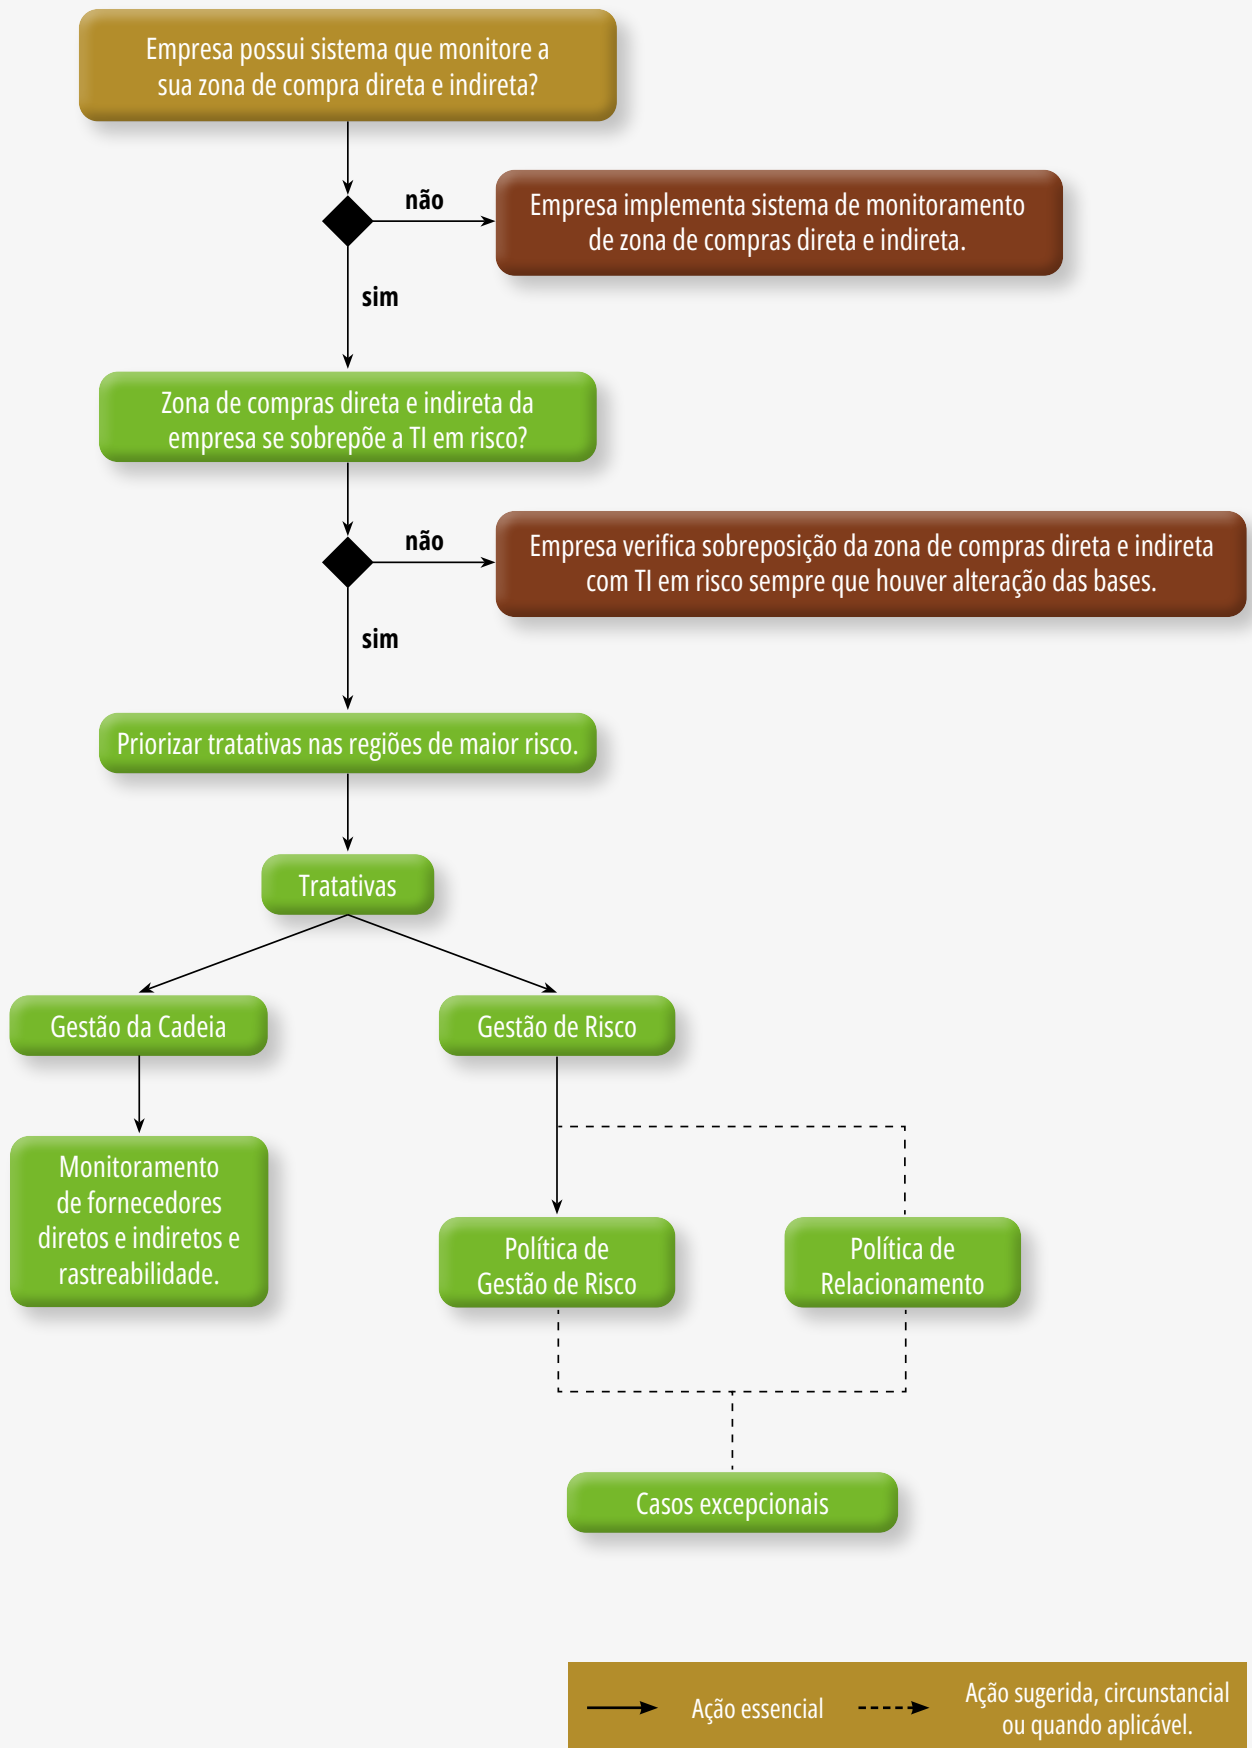 Empresa possui sistema que monitore a
sua zona de compra direta e indireta?
não
Empresa implementa sistema de monitoramento
de zona de compras direta e indireta.
sim
Zona de compras direta e indireta da
empresa se sobrepõe a TI em risco?
não
Empresa verifica sobreposição da zona de compras direta e indireta
com TI em risco sempre que houver alteração das bases.
sim
Priorizar tratativas nas regiões de maior risco.
Tratativas
Gestão da Cadeia
Gestão de Risco
Monitoramento
de fornecedores
diretos e indiretos e
rastreabilidade.
Política de
Gestão de Risco
Política de
Relacionamento
Casos excepcionais
Ação essencial
Ação sugerida, circunstancial
ou quando aplicável.